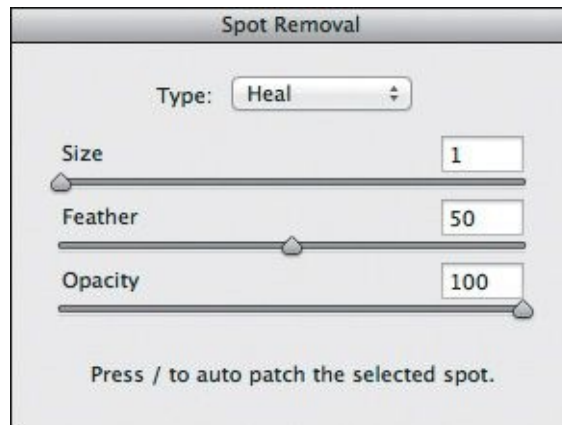 Spot Removal
Type: Heal
Size 1
Feather 50
Opacity 100
Press / to auto patch the selected spot.